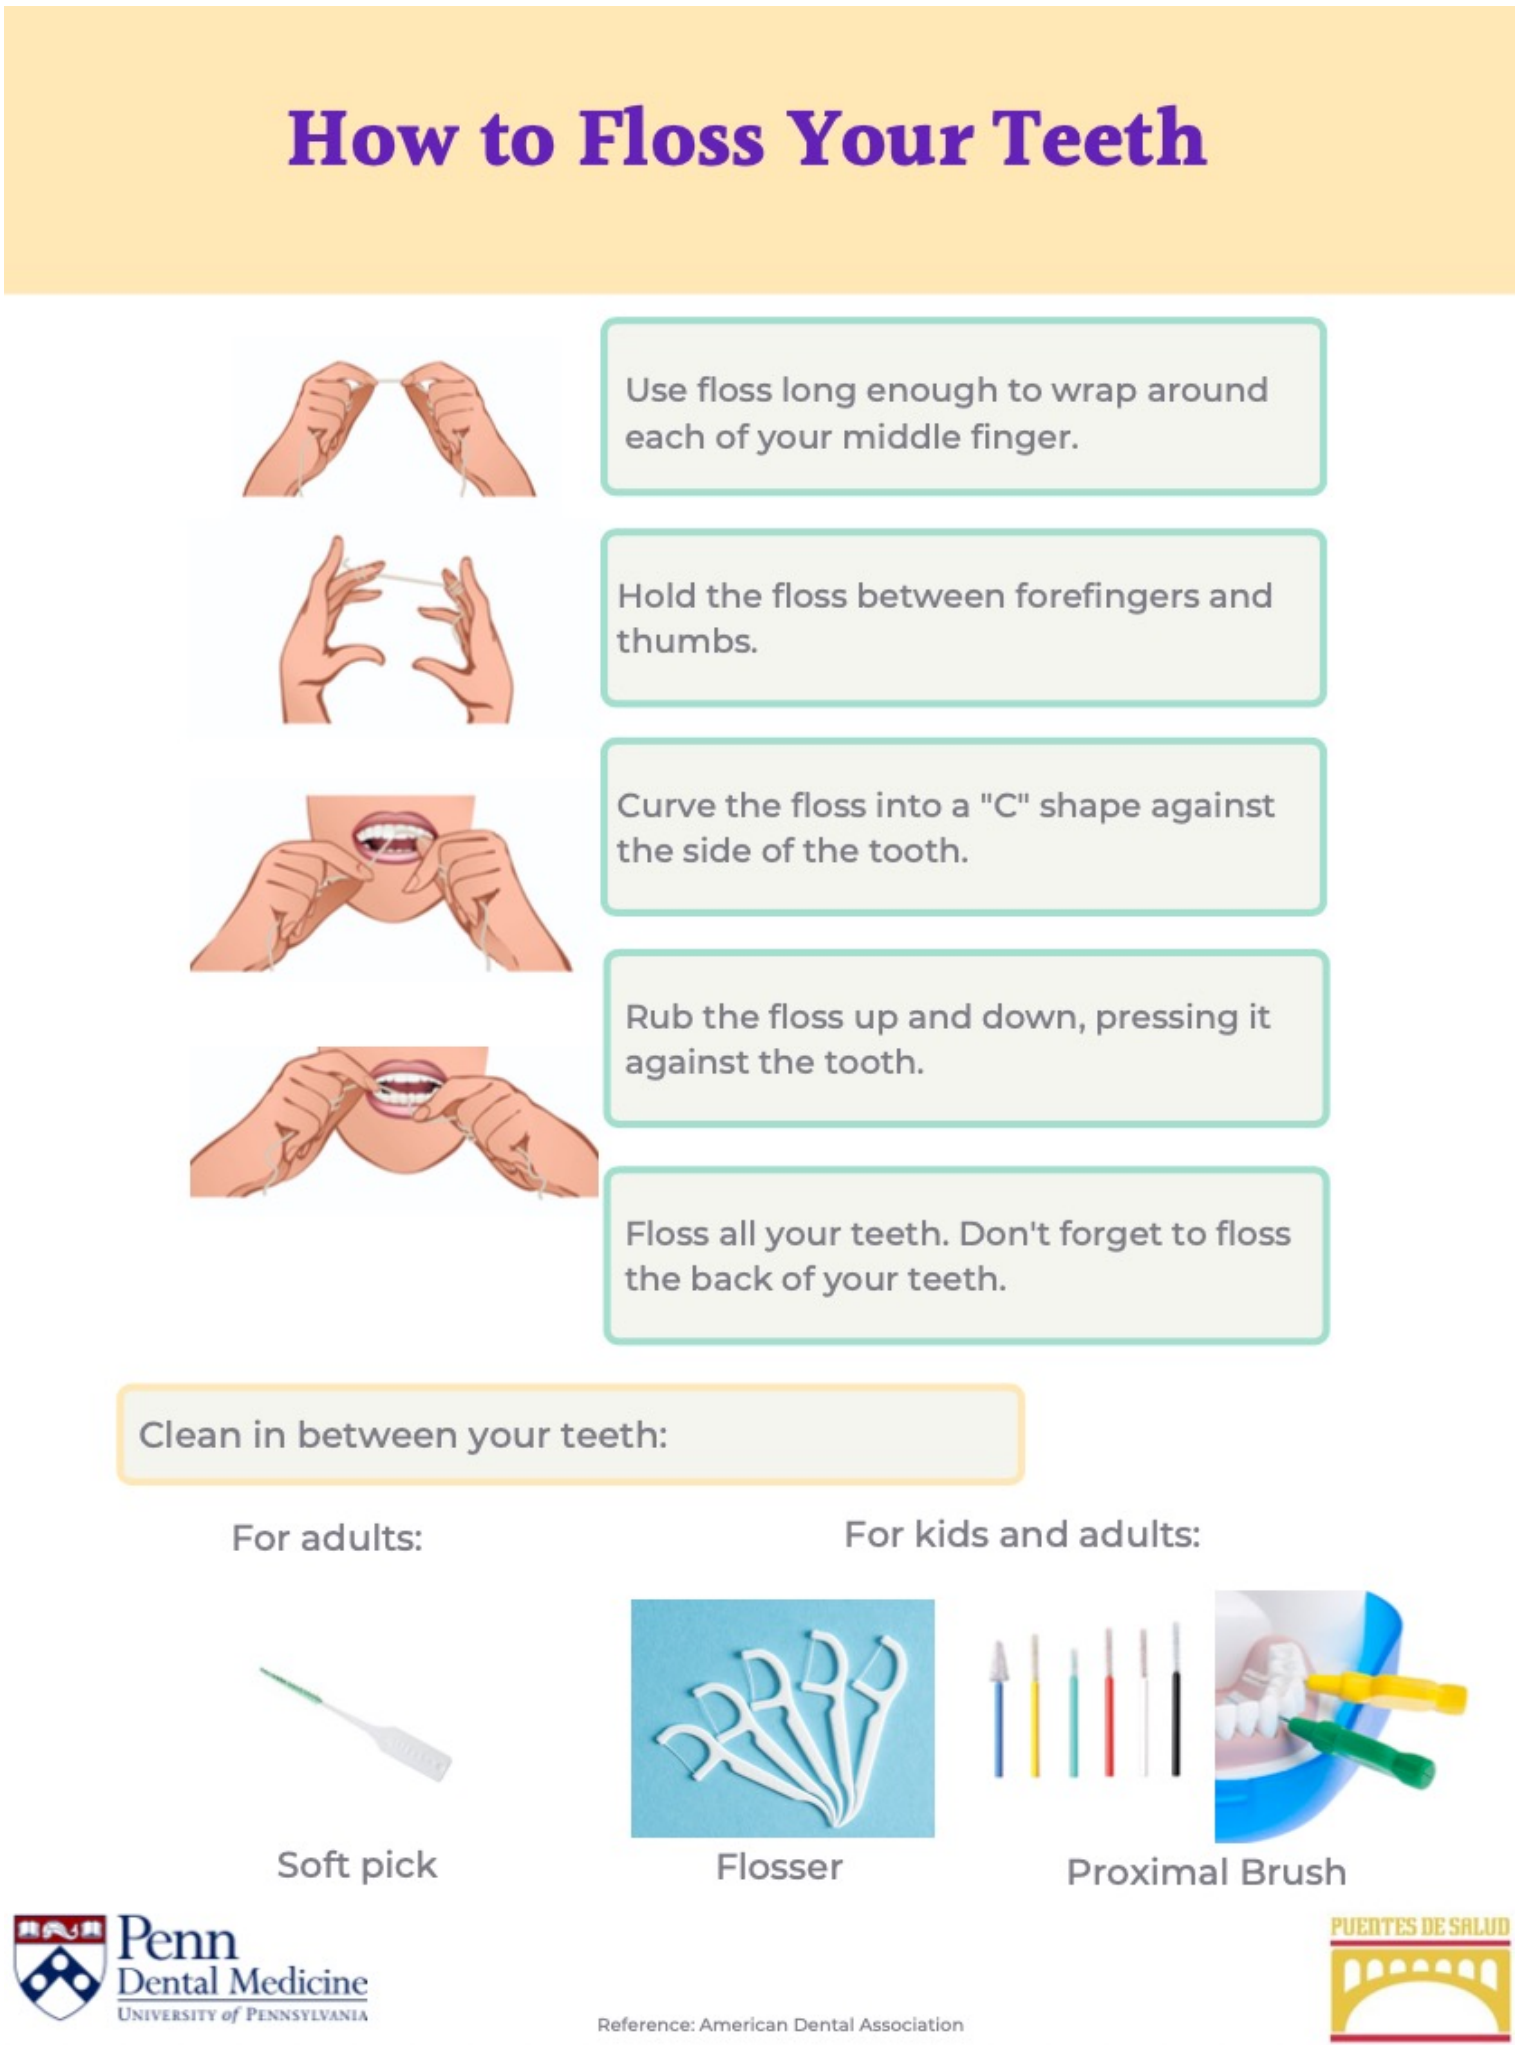 How to Floss Your Teeth
Use floss long enough to wrap around
each of your middle finger.
Hold the floss between forefingers and
thumbs.
Curve the floss into a "C" shape against
the side of the tooth.
Rub the floss up and down, pressing it
against the tooth.
Floss all your teeth. Don't forget to floss
the back of your teeth.
Clean in between your teeth:
For adults:
For kids and adults:
Soft pick
Flosser
Proximal Brush
Penn
Dental Medicine
UNIVERSITY of PENNSYLVANIA
Reference: American Dental Association
PUENTES DE SALUD